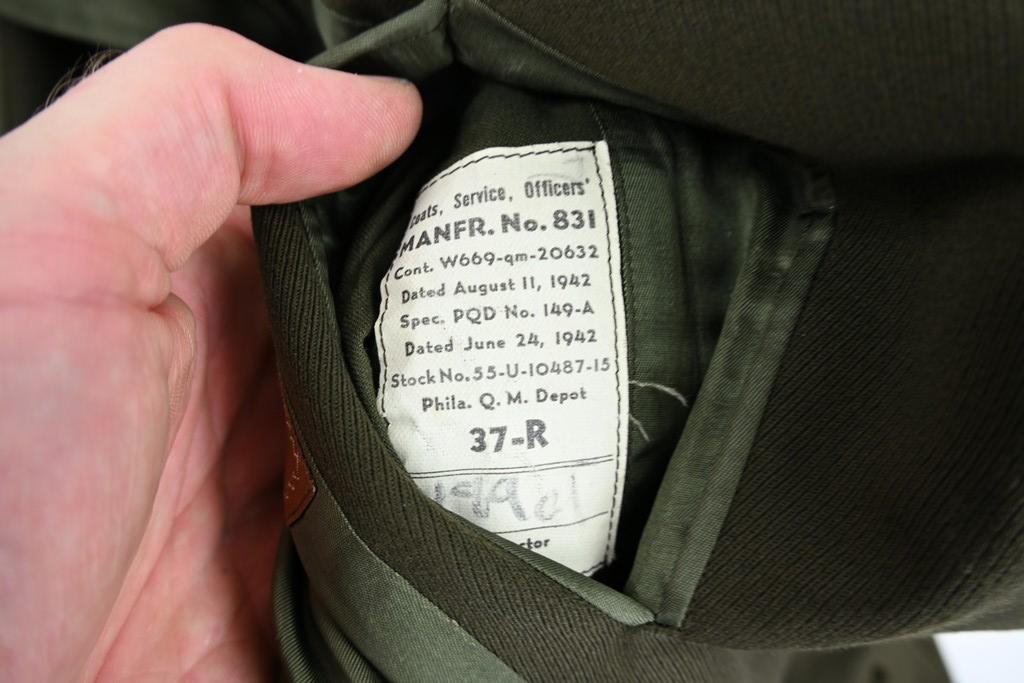 Coats, Service, Officers'
MANFR. No. 831
Cont. W669-qm-20632
Dated August 11, 1942
Spec. PQD No. 149-A
Dated June 24, 1942
Stock No. 55-U-10487-15
Phila. Q. M. Depot
37-R